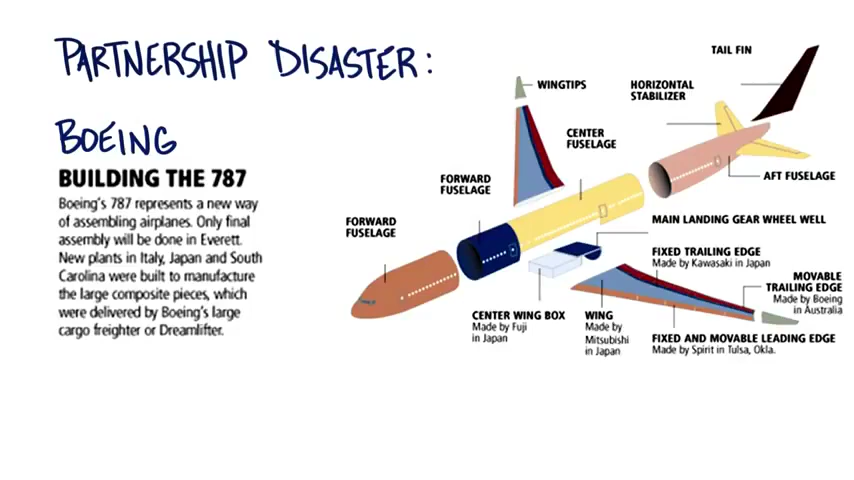 PARTNERSHIP DISASTER:
BOEING
BUILDING THE 787
Boeing's 787 represents a new way
of assembling airplanes. Only final
assembly will be done in Everett.
New plants in Italy, Japan and South
Carolina were built to manufacture
the large composite pieces, which
were delivered by Boeing's large
cargo freighter or Dreamlifter.
TAIL FIN
WINGTIPS
HORIZONTAL
STABILIZER
CENTER
FUSELAGE
FORWARD
FUSELAGE
AFT FUSELAGE
FORWARD
FUSELAGE
MAIN LANDING GEAR WHEEL WELL
FIXED TRAILING EDGE
Made by Kawasaki in Japan
MOVABLE
TRAILING EDGE
Made by Boeing
in Australia
CENTER WING BOX
Made by Fuji
in Japan
WING
Made by
Mitsubishi
in Japan
FIXED AND MOVABLE LEADING EDGE
Made by Spirit in Tulsa, Okla.